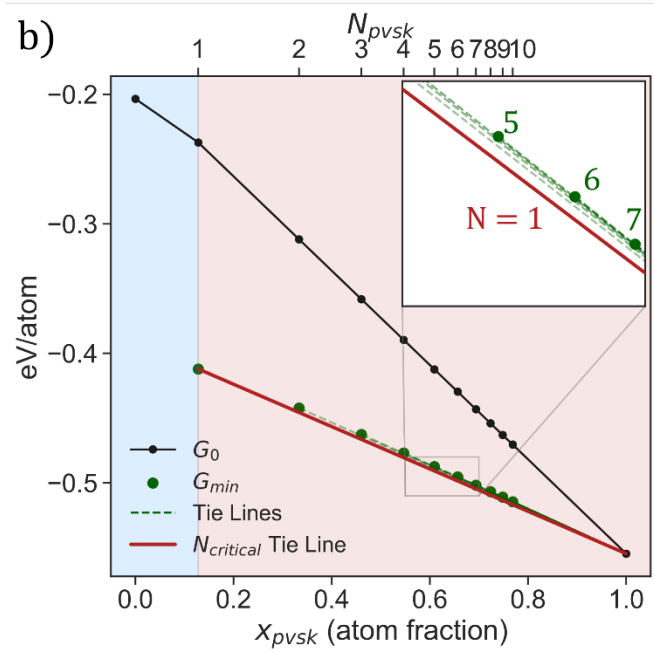 b)
N_pvsk
1 2 3 4 5 6 7 8 9 10
−0.2
−0.3
−0.4
−0.5
eV/atom
5
6
7
N = 1
G_0
G_min
Tie Lines
N_critical Tie Line
0.0 0.2 0.4 0.6 0.8 1.0
x_pvsk (atom fraction)